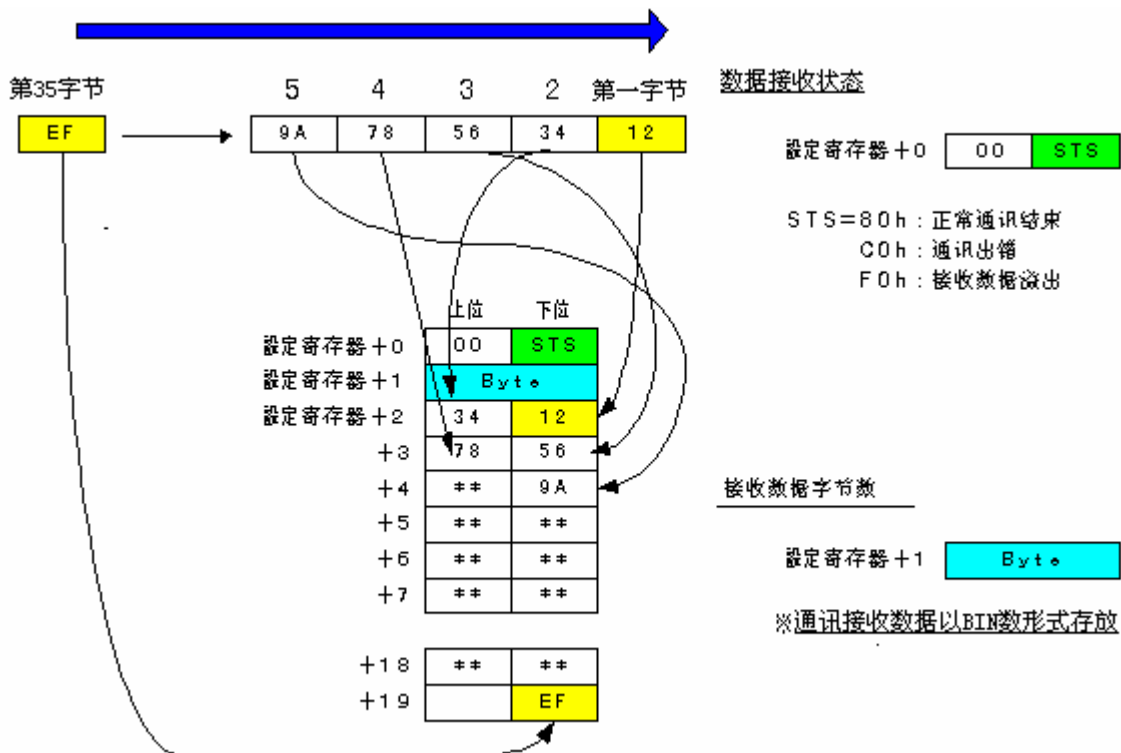 第35字节 5 4 3 2 第一字节
EF 9A 78 56 34 12
数据接收状态
設定寄存器+0 00 STS
STS=80h:正常通讯结束
C0h:通讯出错
F0h:接收数据溢出
上位 下位
設定寄存器+0 00 STS
設定寄存器+1 Byte
設定寄存器+2 34 12
+3 78 56
+4 ** 9A
+5 ** **
+6 ** **
+7 ** **
+18 ** **
+19 EF
接收数据字节数
設定寄存器+1 Byte
※通讯接收数据以BIN数形式存放